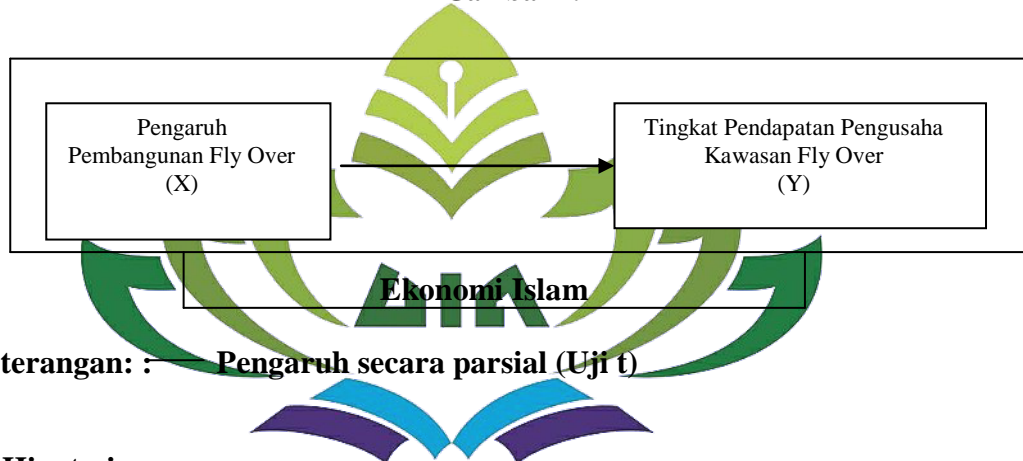 Pengaruh
Pembangunan Fly Over
(X)
Tingkat Pendapatan Pengusaha
Kawasan Fly Over
(Y)
Ekonomi Islam
terangan: : Pengaruh secara parsial (Uji t)